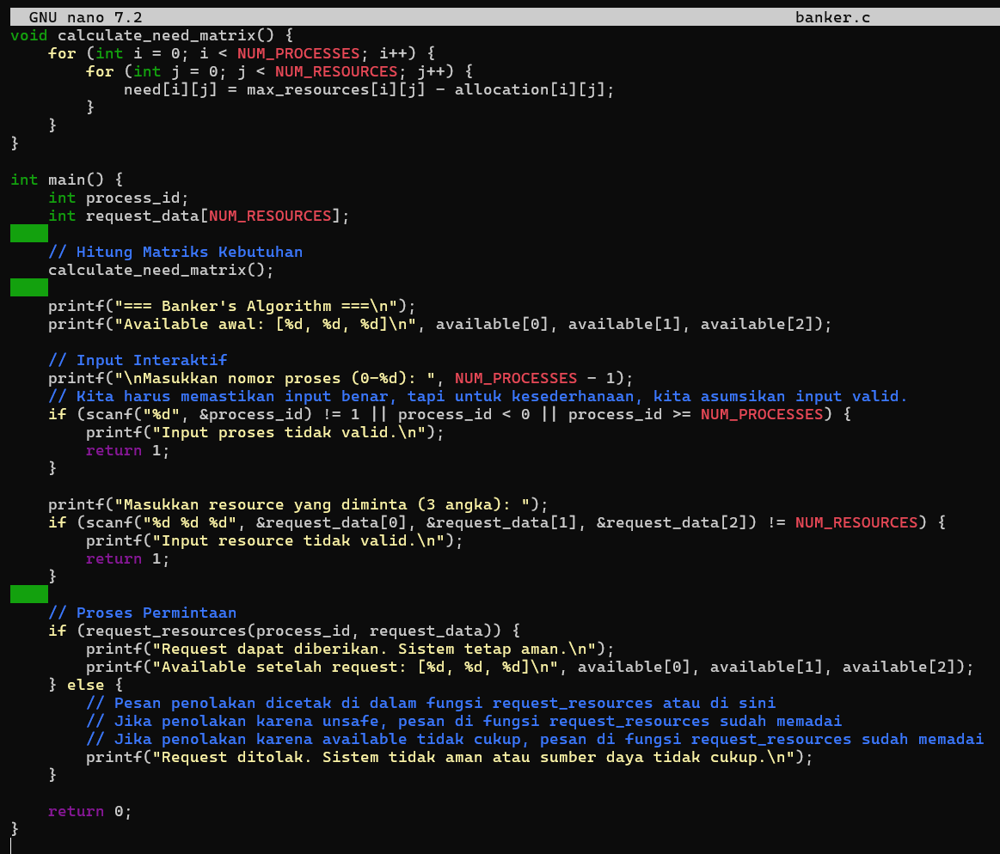 GNU nano 7.2 banker.c
void calculate_need_matrix() {
    for (int i = 0; i < NUM_PROCESSES; i++) {
        for (int j = 0; j < NUM_RESOURCES; j++) {
            need[i][j] = max_resources[i][j] - allocation[i][j];
        }
    }
}

int main() {
    int process_id;
    int request_data[NUM_RESOURCES];

    // Hitung Matriks Kebutuhan
    calculate_need_matrix();

    printf("=== Banker's Algorithm ===\n");
    printf("Available awal: [%d, %d, %d]\n", available[0], available[1], available[2]);

    // Input Interaktif
    printf("\nMasukkan nomor proses (0-%d): ", NUM_PROCESSES - 1);
    // Kita harus memastikan input benar, tapi untuk kesederhanaan, kita asumsikan input valid.
    if (scanf("%d", &process_id) != 1 || process_id < 0 || process_id >= NUM_PROCESSES) {
        printf("Input proses tidak valid.\n");
        return 1;
    }

    printf("Masukkan resource yang diminta (3 angka): ");
    if (scanf("%d %d %d", &request_data[0], &request_data[1], &request_data[2]) != NUM_RESOURCES) {
        printf("Input resource tidak valid.\n");
        return 1;
    }

    // Proses Permintaan
    if (request_resources(process_id, request_data)) {
        printf("Request dapat diberikan. Sistem tetap aman.\n");
        printf("Available setelah request: [%d, %d, %d]\n", available[0], available[1], available[2]);
    } else {
        // Pesan penolakan dicetak di dalam fungsi request_resources atau di sini
        // Jika penolakan karena unsafe, pesan di fungsi request_resources sudah memadai
        // Jika penolakan karena available tidak cukup, pesan di fungsi request_resources sudah memadai
        printf("Request ditolak. Sistem tidak aman atau sumber daya tidak cukup.\n");
    }

    return 0;
}